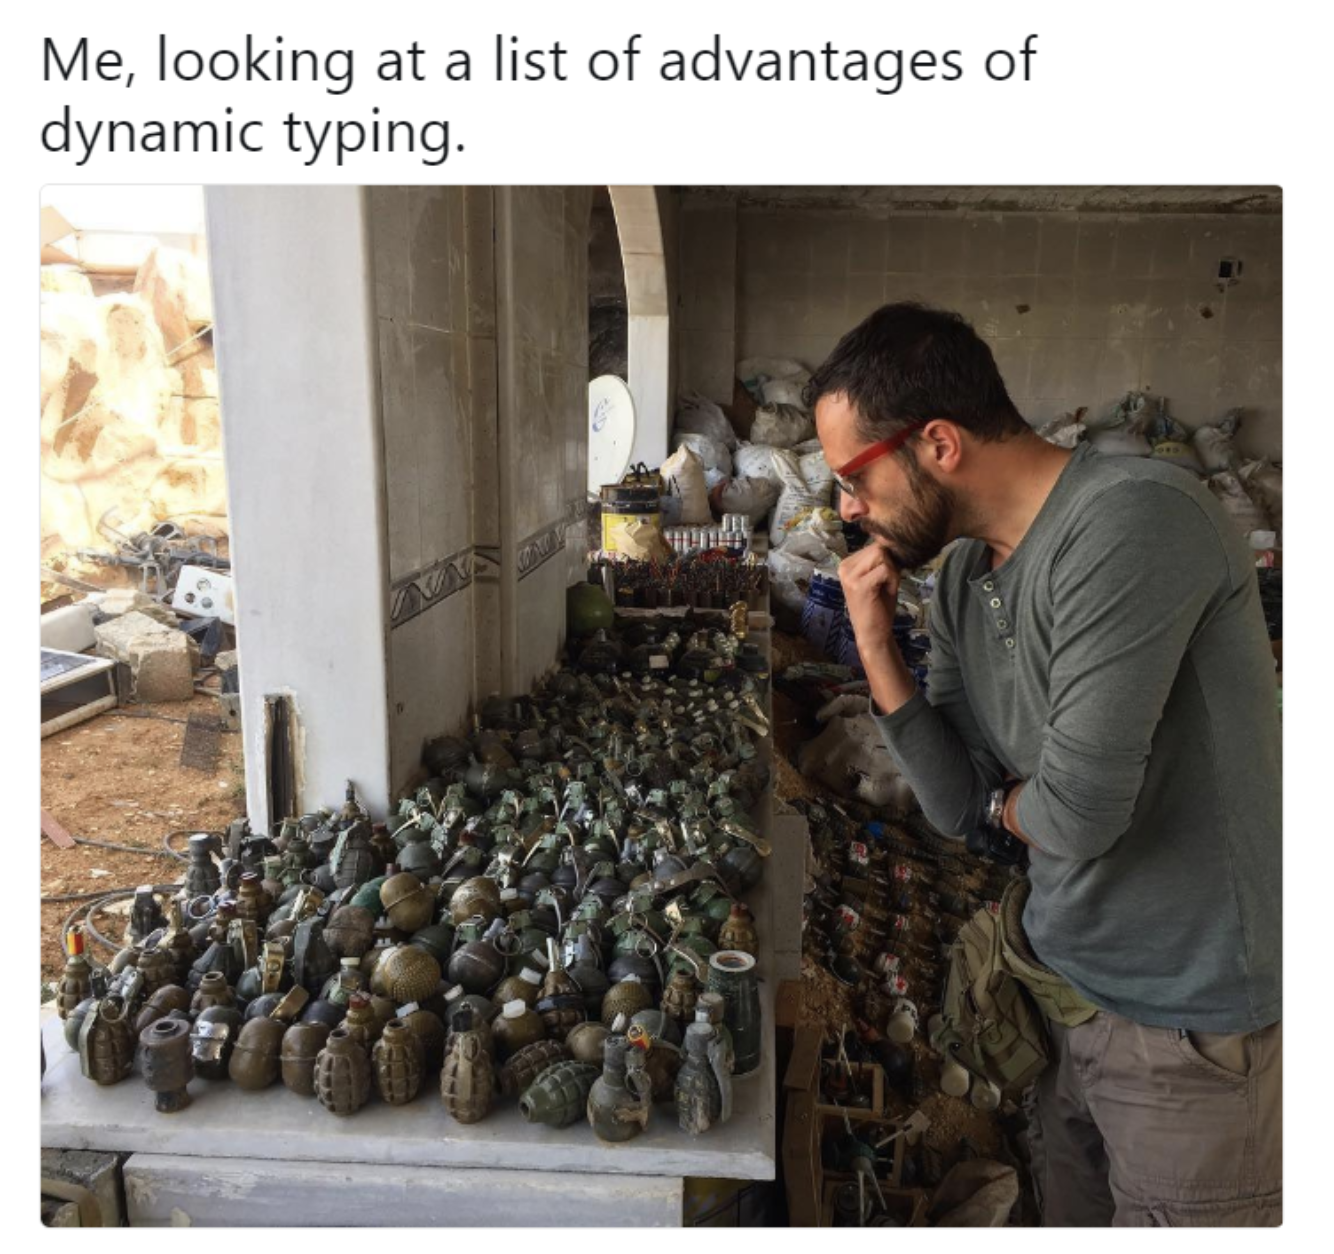 Me, looking at a list of advantages of
dynamic typing.